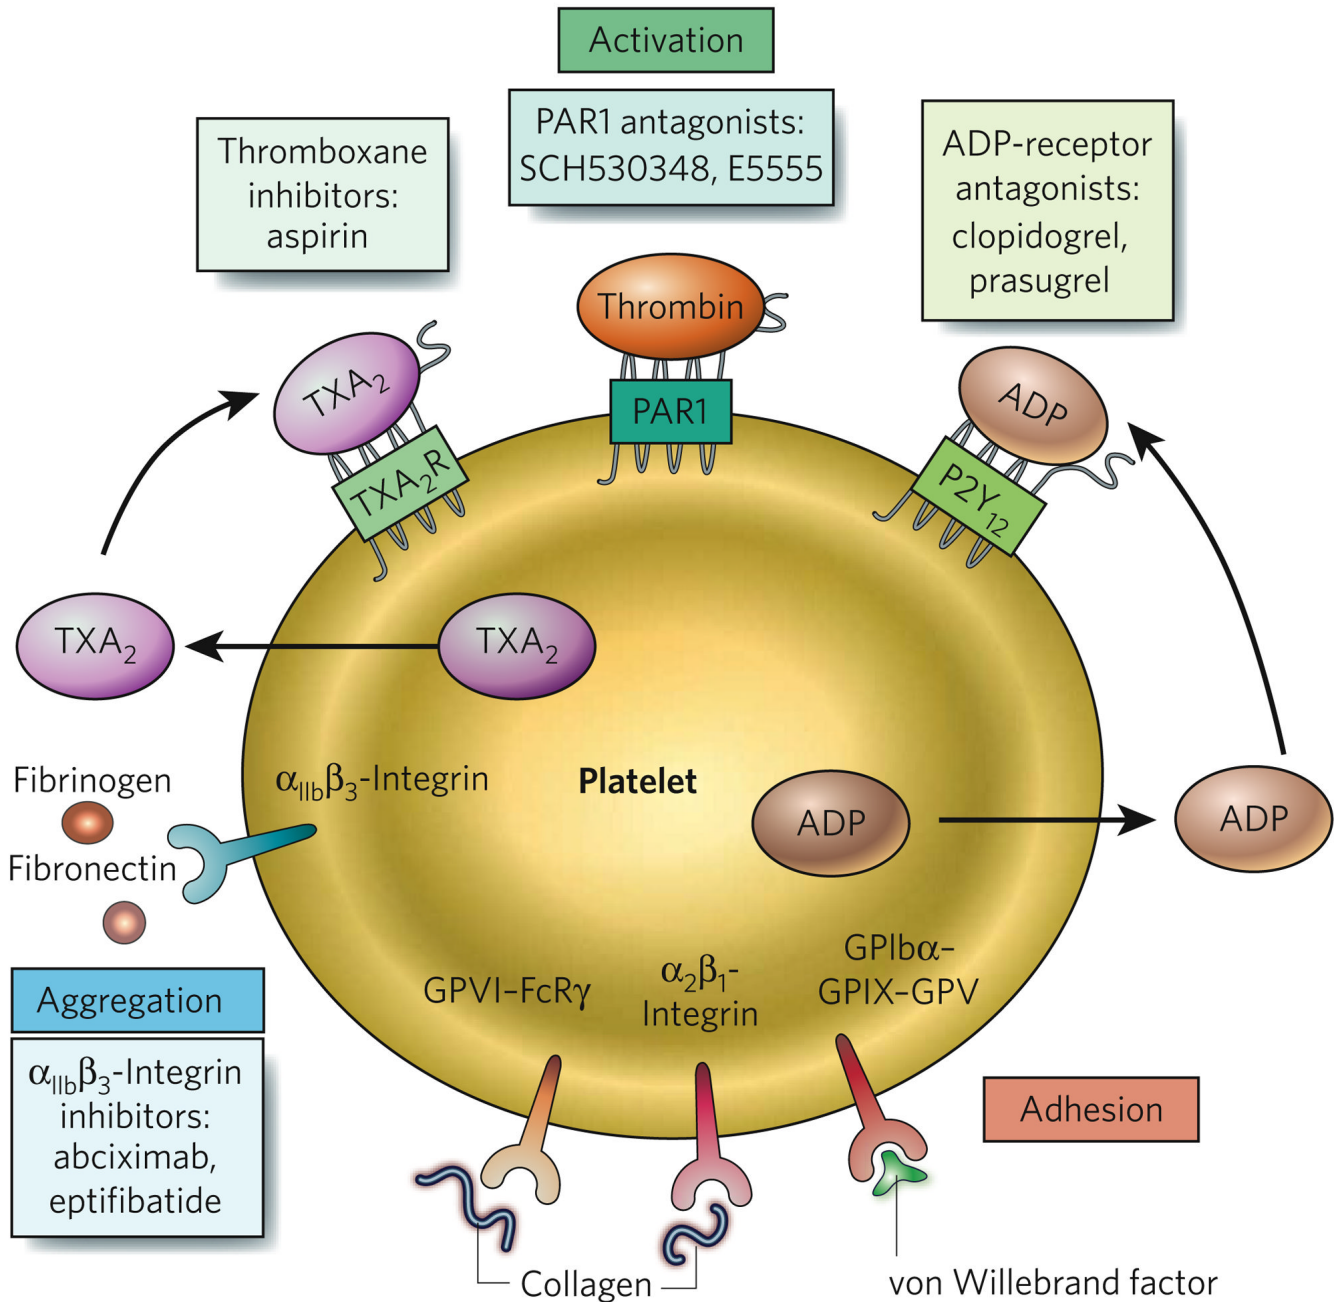 Activation
PAR1 antagonists:
SCH530348, E5555
Thromboxane
inhibitors:
aspirin
ADP-receptor
antagonists:
clopidogrel,
prasugrel
Thrombin
PAR1
TXA₂
TXA₂R
ADP
P2Y₁₂
TXA₂
TXA₂
Fibrinogen
Fibronectin
α_IIbβ₃-Integrin
Platelet
ADP
ADP
GPVI–FcRγ
α₂β₁-
Integrin
GPIbα–
GPIX–GPV
Aggregation
α_IIbβ₃-Integrin
inhibitors:
abciximab,
eptifibatide
Adhesion
Collagen
von Willebrand factor